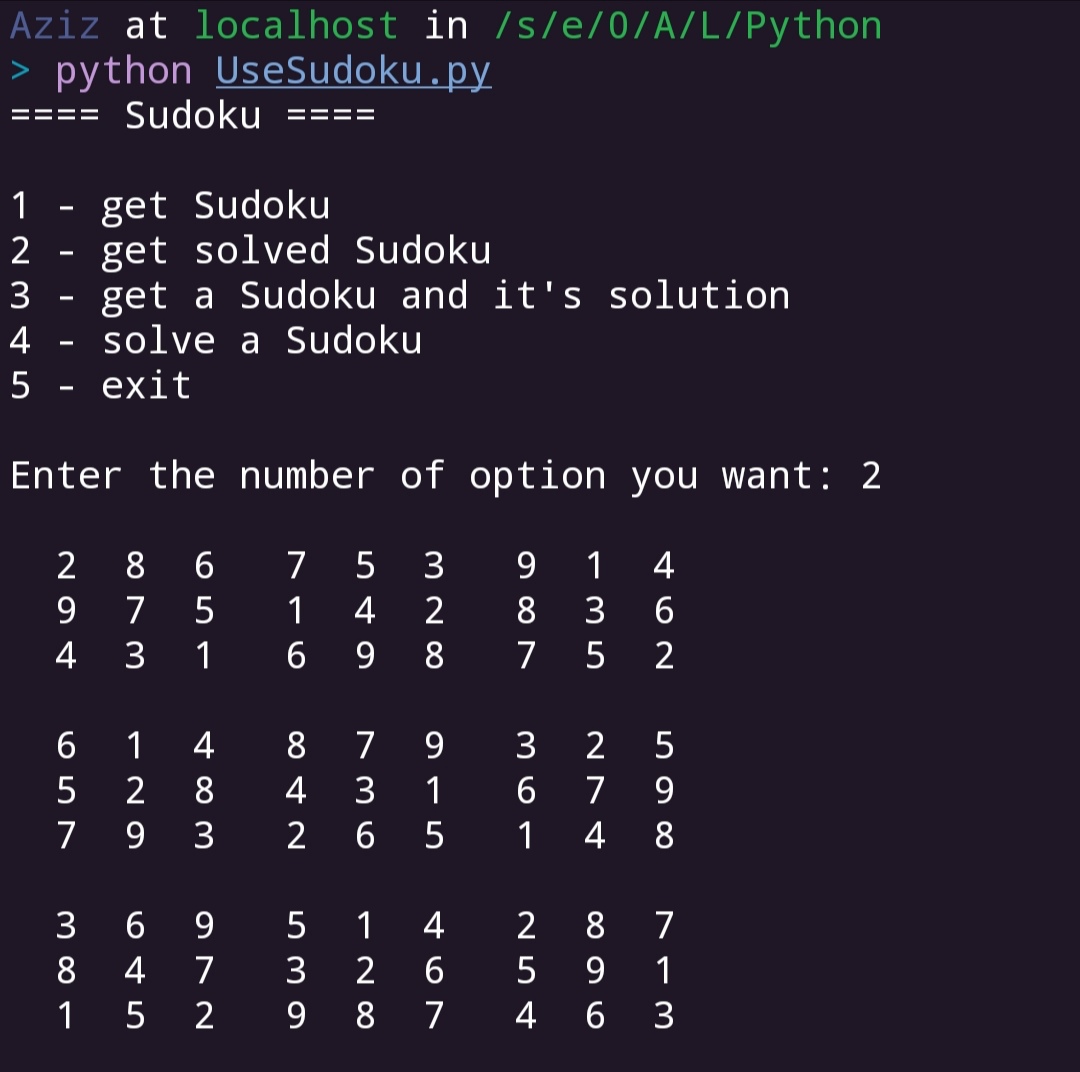 Aziz at localhost in /s/e/0/A/L/Python
> python UseSudoku.py
==== Sudoku ====
1 - get Sudoku
2 - get solved Sudoku
3 - get a Sudoku and it's solution
4 - solve a Sudoku
5 - exit
Enter the number of option you want: 2
2 8 6 7 5 3 9 1 4
9 7 5 1 4 2 8 3 6
4 3 1 6 9 8 7 5 2
6 1 4 8 7 9 3 2 5
5 2 8 4 3 1 6 7 9
7 9 3 2 6 5 1 4 8
3 6 9 5 1 4 2 8 7
8 4 7 3 2 6 5 9 1
1 5 2 9 8 7 4 6 3